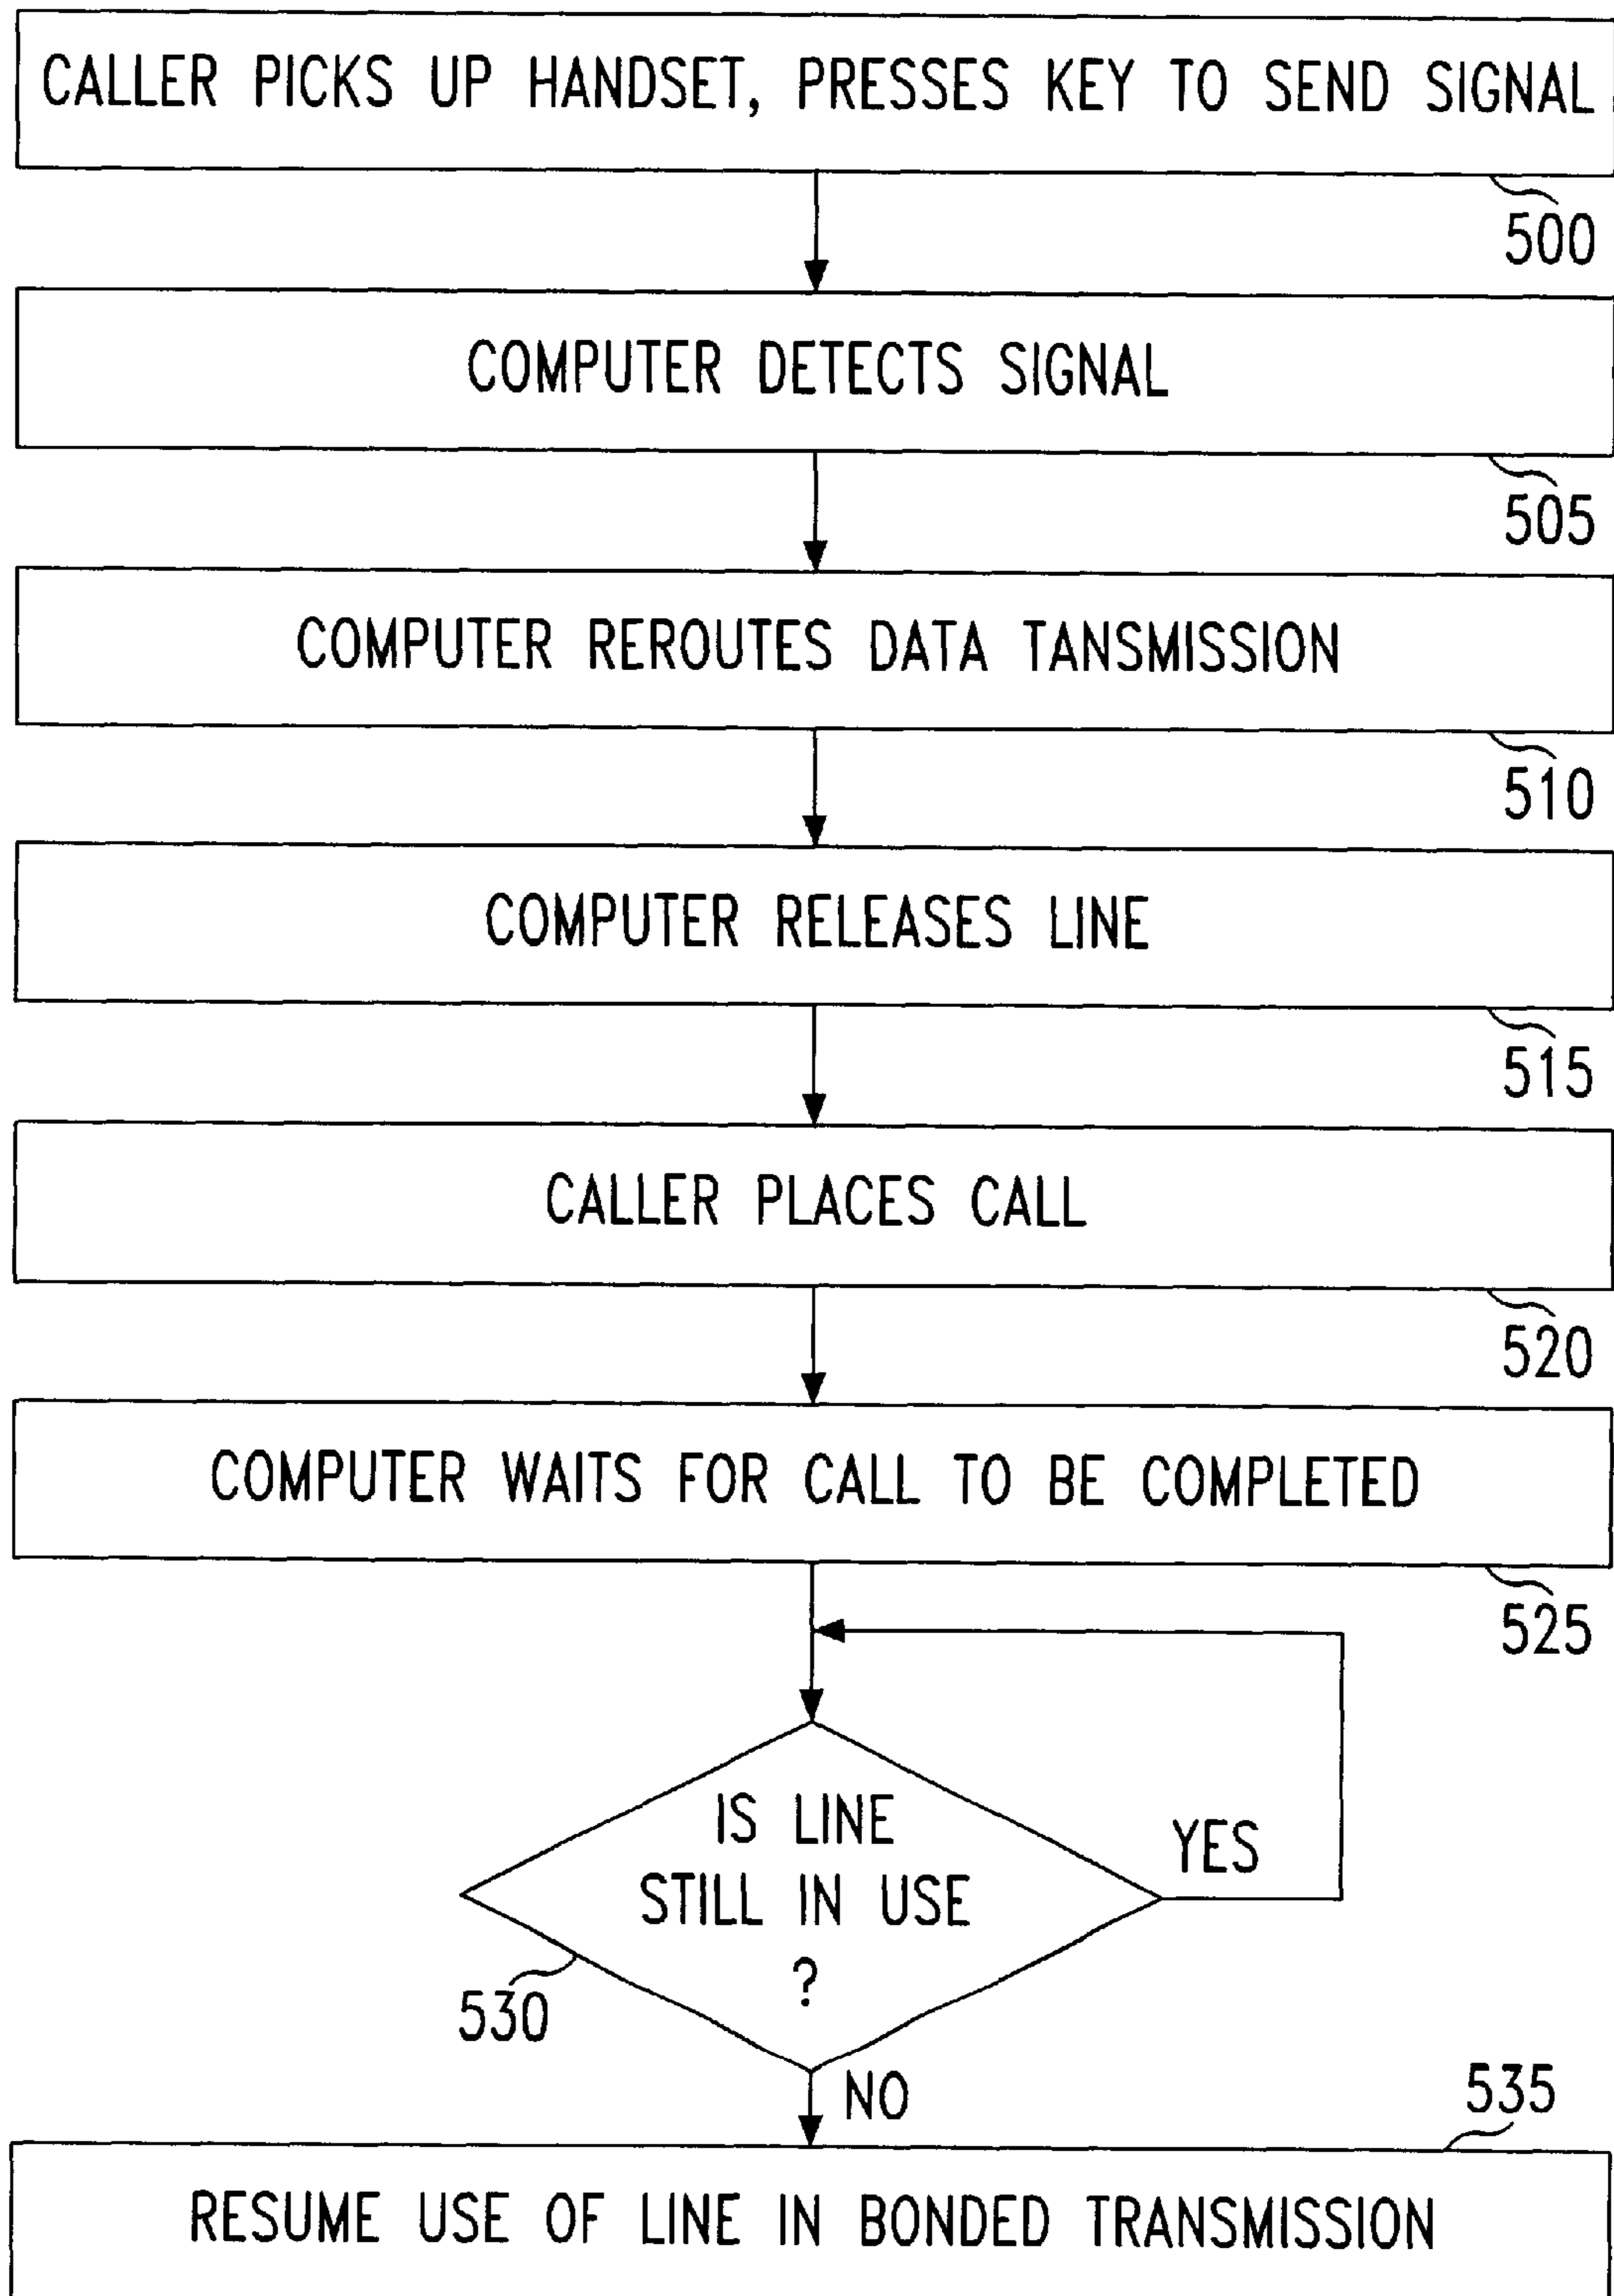 CALLER PICKS UP HANDSET, PRESSES KEY TO SEND SIGNAL
500
COMPUTER DETECTS SIGNAL
505
COMPUTER REROUTES DATA TANSMISSION
510
COMPUTER RELEASES LINE
515
CALLER PLACES CALL
520
COMPUTER WAITS FOR CALL TO BE COMPLETED
525
IS LINE
STILL IN USE
?
YES
530
NO
535
RESUME USE OF LINE IN BONDED TRANSMISSION